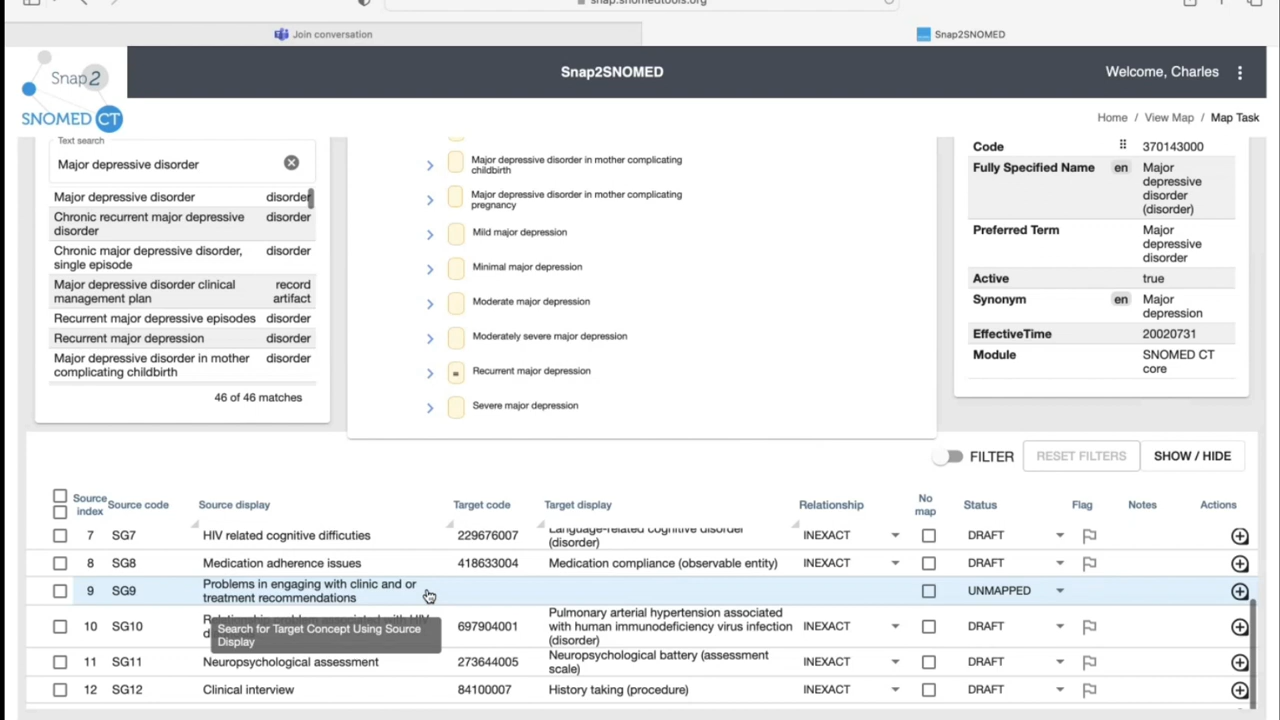 snap.snomedtools.org
Join conversation
Snap2SNOMED
Snap2
SNOMED CT
Snap2SNOMED
Welcome, Charles
Home / View Map / Map Task
Text search
Major depressive disorder
Major depressive disorder disorder
Chronic recurrent major depressive disorder
disorder
Chronic major depressive disorder, disorder
single episode
Major depressive disorder clinical record
management plan artifact
Recurrent major depressive episodes disorder
Recurrent major depression disorder
Major depressive disorder in mother disorder
complicating childbirth
46 of 46 matches
Major depressive disorder in mother complicating
childbirth
Major depressive disorder in mother complicating
pregnancy
Mild major depression
Minimal major depression
Moderate major depression
Moderately severe major depression
= Recurrent major depression
Severe major depression
Code 370143000
Fully Specified Name en Major
depressive
disorder
(disorder)
Preferred Term Major
depressive
disorder
Active true
Synonym en Major
depression
EffectiveTime 20020731
Module SNOMED CT
core
FILTER RESET FILTERS SHOW / HIDE
Source index Source code Source display Target code Target display Relationship No map Status Flag Notes Actions
7 SG7 HIV related cognitive difficuties 229676007 Language-related cognitive disorder (disorder) INEXACT DRAFT
8 SG8 Medication adherence issues 418633004 Medication compliance (observable entity) INEXACT DRAFT
9 SG9 Problems in engaging with clinic and or treatment recommendations UNMAPPED
10 SG10 697904001 Pulmonary arterial hypertension associated with human immunodeficiency virus infection (disorder) INEXACT DRAFT
Search for Target Concept Using Source
Display
11 SG11 Neuropsychological assessment 273644005 Neuropsychological battery (assessment scale) INEXACT DRAFT
12 SG12 Clinical interview 84100007 History taking (procedure) INEXACT DRAFT